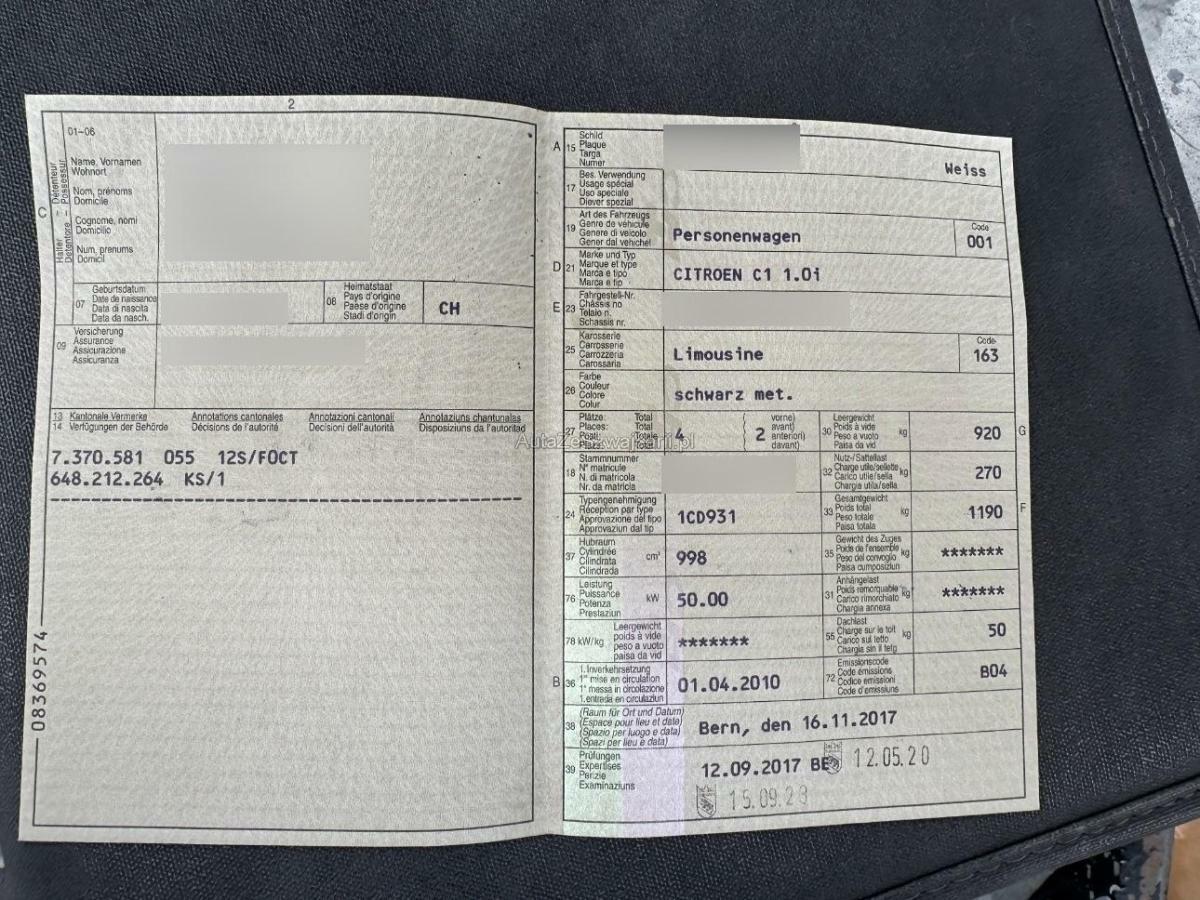 2
01-06
C
Halter – Détenteur
Detentore – Possessur
Name, Vornamen
Wohnort
Nom, prénoms
Domicile
Cognome, nomi
Domicilio
Num, prenums
Domicil
07
Geburtsdatum
Date de naissance
Data di nascita
Data da nasch.
08
Heimatstaat
Pays d'origine
Paese d'origine
Stadi d'origin
CH
09
Versicherung
Assurance
Assicurazione
Assicuranza
13 Kantonale Vermerke Annotations cantonales Annotazioni cantonali Annotaziuns chantunalas
14 Verfügungen der Behörde Décisions de l'autorité Decisioni dell'autorità Disposiziuns da l'autoritad
7.370.581 055 12S/FOCT
648.212.264 KS/1
08369574
A 15
Schild
Plaque
Targa
Numer
Weiss
17
Bes. Verwendung
Usage spécial
Uso speciale
Diever spezial
19
Art des Fahrzeugs
Genre de véhicule
Genere di veicolo
Gener dal vehichel
Personenwagen
Code
001
D 21
Marke und Typ
Marque et type
Marca e tipo
Marca e tip
CITROEN C1 1.0i
E 23
Fahrgestell-Nr.
Châssis no
Telaio n.
Schassis nr.
25
Karosserie
Carrosserie
Carrozzeria
Carossaria
Limousine
Code
163
26
Farbe
Couleur
Colore
Colur
schwarz met.
27
Plätze: Total
Places: Total
Posti: Totale
Plazs: Total
4
2
vorne)
avant)
anteriori)
davant)
30
Leergewicht
Poids à vide
Peso a vuoto
Paisa da vid
kg
920
G
AutaZeSzwajcarii.pl
18
Stammnummer
N° matricule
N. di matricola
Nr. da matricla
32
Nutz-/Sattellast
Charge utile/sellette
Carico utile/sella
Chargia utila/sella
kg
270
24
Typengenehmigung
Réception par type
Approvazione del tipo
Approvaziun dal tip
1CD931
33
Gesamtgewicht
Poids total
Peso totale
Paisa totala
kg
1190
F
37
Hubraum
Cylindrée
Cilindrata
Cilindrada
cm³
998
35
Gewicht des Zuges
Poids de l'ensemble
Peso del convoglio
Paisa cumposiziun
kg
*******
76
Leistung
Puissance
Potenza
Prestaziun
kW
50.00
31
Anhängelast
Poids remorquable
Carico rimorchiato
Chargia annexa
kg
*******
78 kW/kg
Leergewicht
poids à vide
peso a vuoto
paisa da vid
*******
55
Dachlast
Charge sur le toit
Carico sul tetto
Chargia sin il tetg
kg
50
B 36
1. Inverkehrsetzung
1re mise en circulation
1a messa in circolazione
1. entrada en circulaziun
01.04.2010
72
Emissionscode
Code émissions
Codice emissioni
Code d'emissiuns
B04
38
(Raum für Ort und Datum)
(Espace pour lieu et date)
(Spazio per luogo e data)
(Spazi per lieu e data)
Bern, den 16.11.2017
39
Prüfungen
Expertises
Perizie
Examinaziuns
12.09.2017 BE 12.05.20
15.09.23